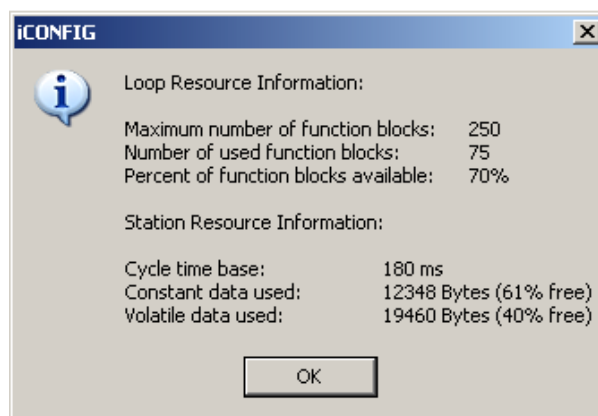 iCONFIG
Loop Resource Information:
Maximum number of function blocks: 250
Number of used function blocks: 75
Percent of function blocks available: 70%
Station Resource Information:
Cycle time base: 180 ms
Constant data used: 12348 Bytes (61% free)
Volatile data used: 19460 Bytes (40% free)
OK